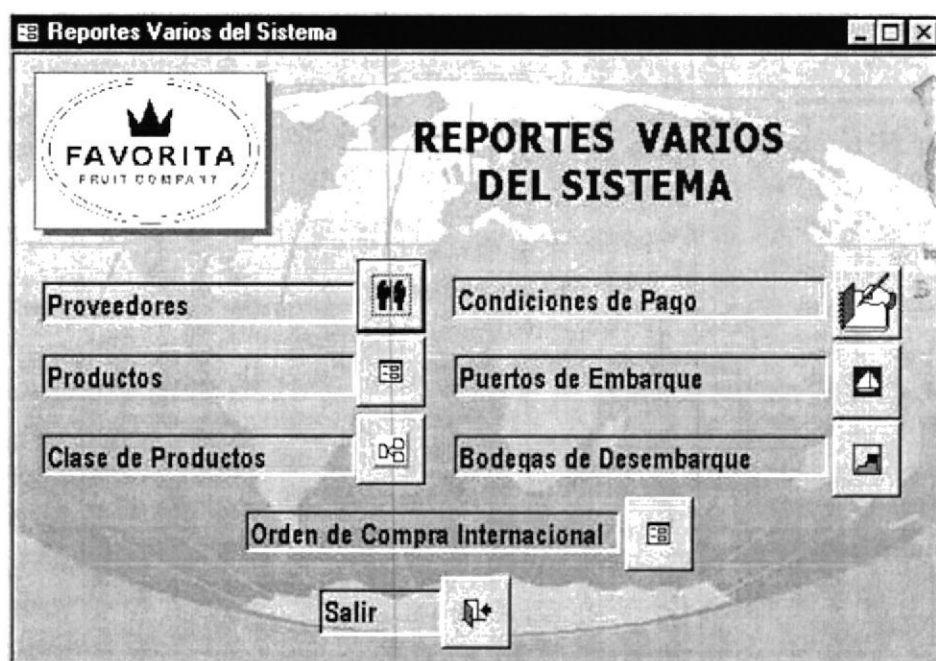 Reportes Varios del Sistema
FAVORITA
FRUIT COMPANY
REPORTES VARIOS
DEL SISTEMA
Proveedores
Condiciones de Pago
Productos
Puertos de Embarque
Clase de Productos
Bodegas de Desembarque
Orden de Compra Internacional
Salir